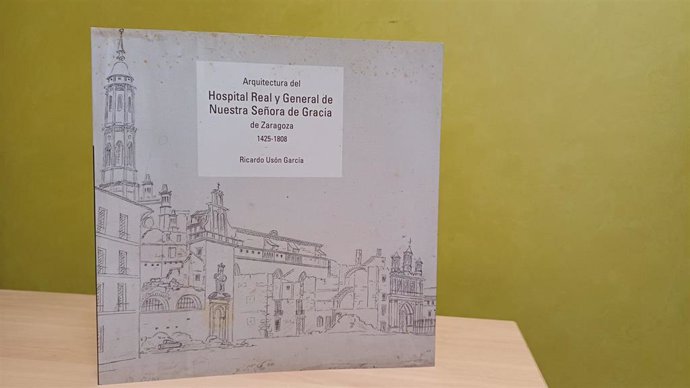 Arquitectura del
Hospital Real y General de
Nuestra Señora de Gracia
de Zaragoza
1425-1808
Ricardo Usón García